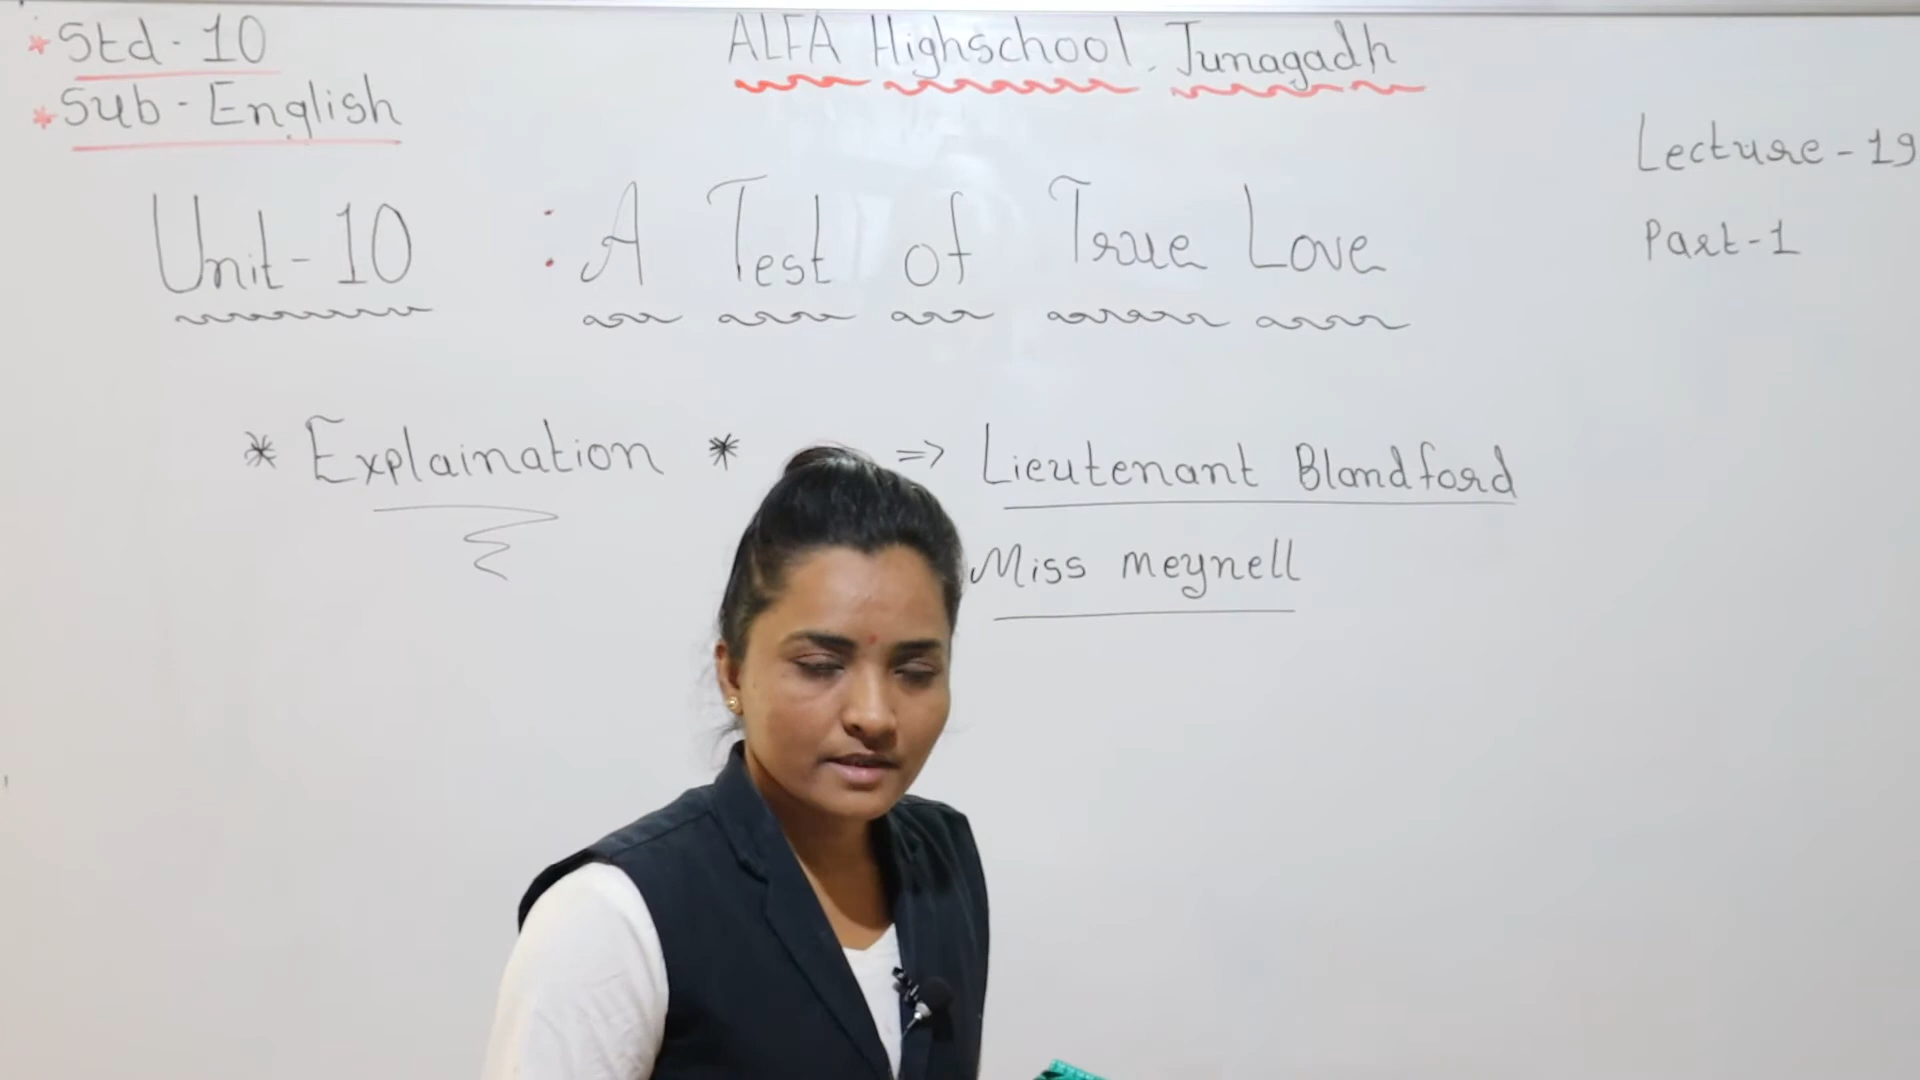 * Std - 10
ALFA Highschool, Junagadh
* Sub - English
Lecture - 19
Part - 1
Unit - 10 : A Test of True Love
* Explaination *
=> Lieutenant Blandford
Miss Meynell